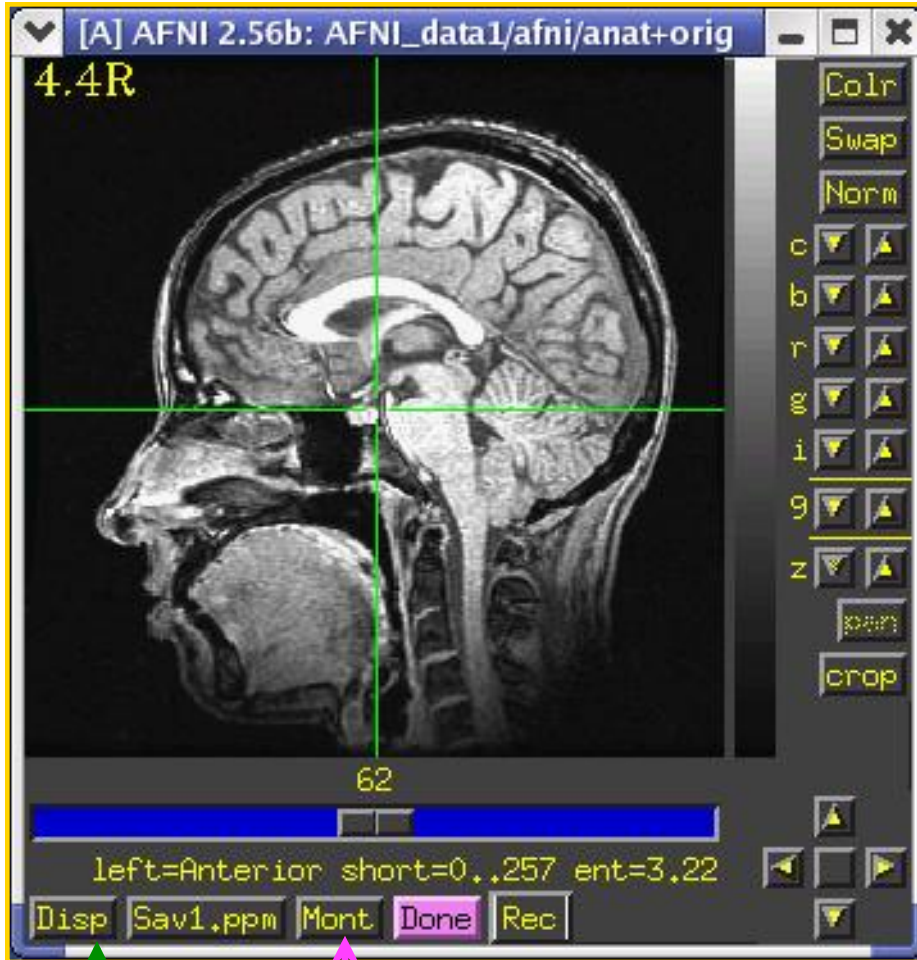 [A] AFNI 2.56b: AFNI_data1/afni/anat+orig
4.4R
Colr
Swap
Norm
c
b
r
g
i
9
z
pan
crop
62
left=Anterior short=0..257 ent=3.22
Disp Sav1.ppm Mont Done Rec